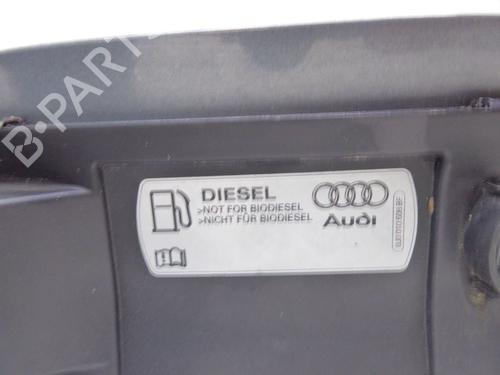 B-PARTS
DIESEL
>NOT FOR BIODIESEL
>NICHT FÜR BIODIESEL
Audi